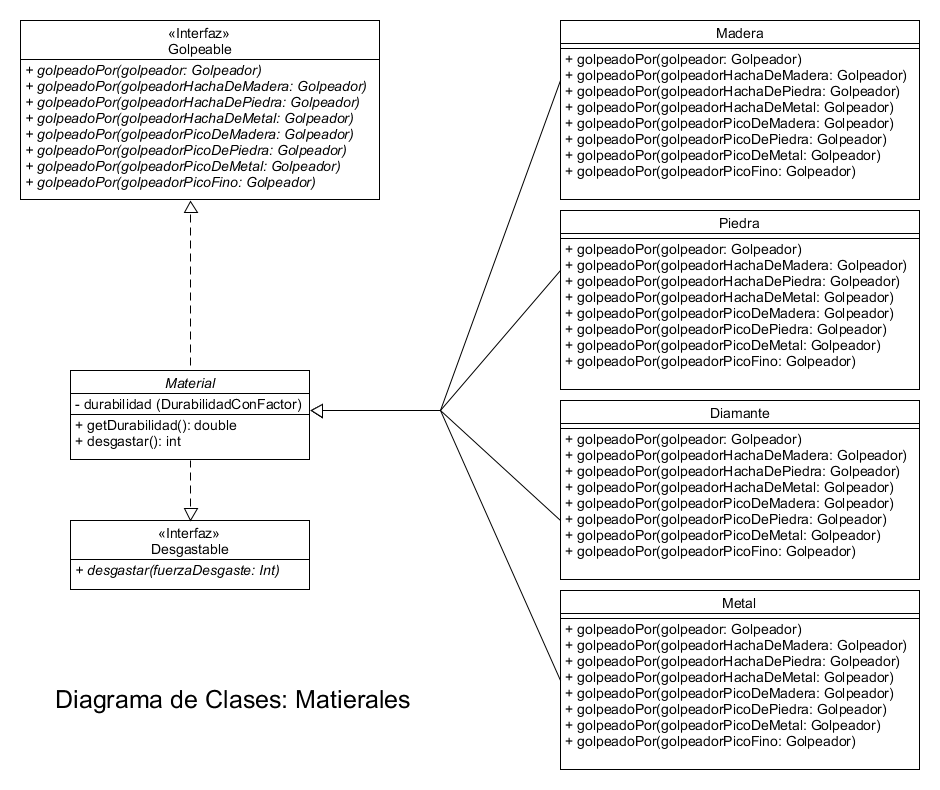 «Interfaz»
Golpeable
+ golpeadoPor(golpeador: Golpeador)
+ golpeadoPor(golpeadorHachaDeMadera: Golpeador)
+ golpeadoPor(golpeadorHachaDePiedra: Golpeador)
+ golpeadoPor(golpeadorHachaDeMetal: Golpeador)
+ golpeadoPor(golpeadorPicoDeMadera: Golpeador)
+ golpeadoPor(golpeadorPicoDePiedra: Golpeador)
+ golpeadoPor(golpeadorPicoDeMetal: Golpeador)
+ golpeadoPor(golpeadorPicoFino: Golpeador)
Material
- durabilidad (DurabilidadConFactor)
+ getDurabilidad(): double
+ desgastar(): int
«Interfaz»
Desgastable
+ desgastar(fuerzaDesgaste: Int)
Diagrama de Clases: Matierales
Madera
+ golpeadoPor(golpeador: Golpeador)
+ golpeadoPor(golpeadorHachaDeMadera: Golpeador)
+ golpeadoPor(golpeadorHachaDePiedra: Golpeador)
+ golpeadoPor(golpeadorHachaDeMetal: Golpeador)
+ golpeadoPor(golpeadorPicoDeMadera: Golpeador)
+ golpeadoPor(golpeadorPicoDePiedra: Golpeador)
+ golpeadoPor(golpeadorPicoDeMetal: Golpeador)
+ golpeadoPor(golpeadorPicoFino: Golpeador)
Piedra
+ golpeadoPor(golpeador: Golpeador)
+ golpeadoPor(golpeadorHachaDeMadera: Golpeador)
+ golpeadoPor(golpeadorHachaDePiedra: Golpeador)
+ golpeadoPor(golpeadorHachaDeMetal: Golpeador)
+ golpeadoPor(golpeadorPicoDeMadera: Golpeador)
+ golpeadoPor(golpeadorPicoDePiedra: Golpeador)
+ golpeadoPor(golpeadorPicoDeMetal: Golpeador)
+ golpeadoPor(golpeadorPicoFino: Golpeador)
Diamante
+ golpeadoPor(golpeador: Golpeador)
+ golpeadoPor(golpeadorHachaDeMadera: Golpeador)
+ golpeadoPor(golpeadorHachaDePiedra: Golpeador)
+ golpeadoPor(golpeadorHachaDeMetal: Golpeador)
+ golpeadoPor(golpeadorPicoDeMadera: Golpeador)
+ golpeadoPor(golpeadorPicoDePiedra: Golpeador)
+ golpeadoPor(golpeadorPicoDeMetal: Golpeador)
+ golpeadoPor(golpeadorPicoFino: Golpeador)
Metal
+ golpeadoPor(golpeador: Golpeador)
+ golpeadoPor(golpeadorHachaDeMadera: Golpeador)
+ golpeadoPor(golpeadorHachaDePiedra: Golpeador)
+ golpeadoPor(golpeadorHachaDeMetal: Golpeador)
+ golpeadoPor(golpeadorPicoDeMadera: Golpeador)
+ golpeadoPor(golpeadorPicoDePiedra: Golpeador)
+ golpeadoPor(golpeadorPicoDeMetal: Golpeador)
+ golpeadoPor(golpeadorPicoFino: Golpeador)